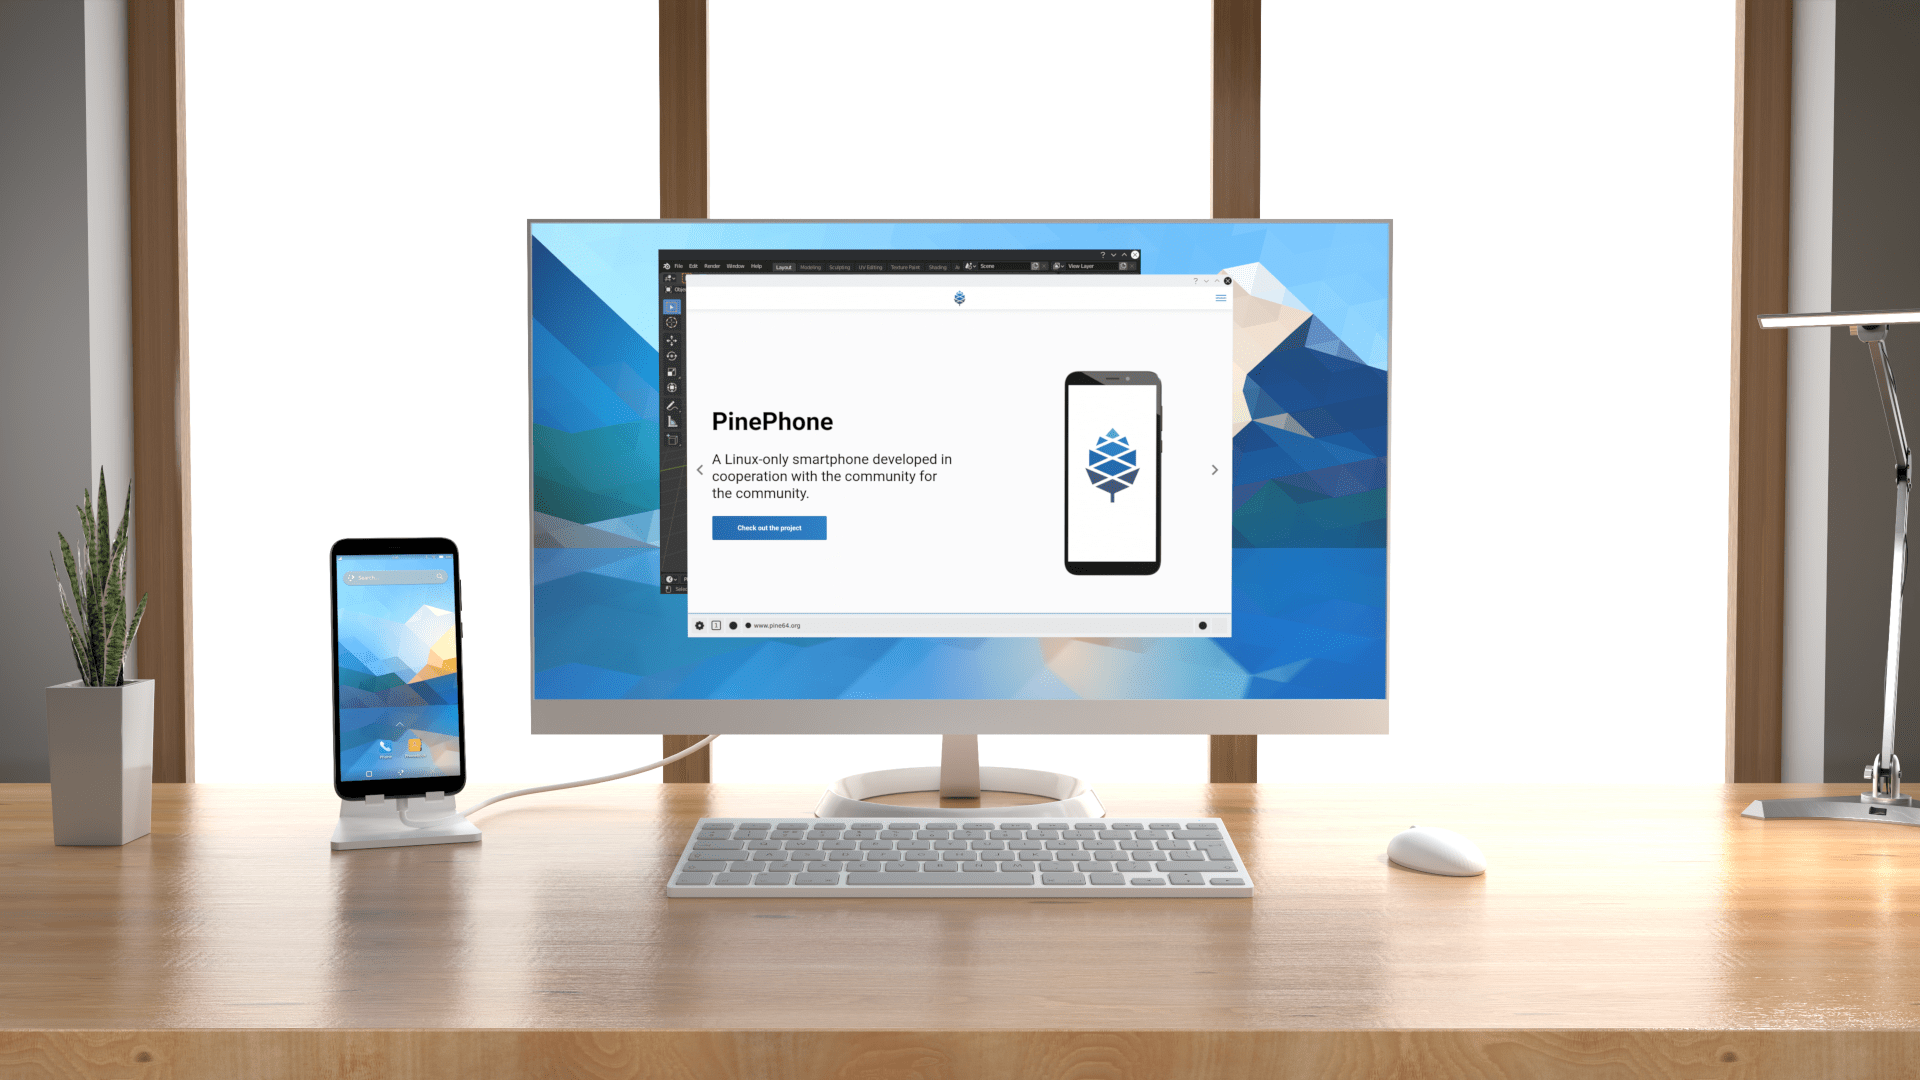 File Edit Render Window Help Layout Modeling Sculpting UV Editing Texture Paint Shading Scene View Layer
PinePhone
A Linux-only smartphone developed in
cooperation with the community for
the community.
Check out the project
www.pine64.org
Search...
Phone